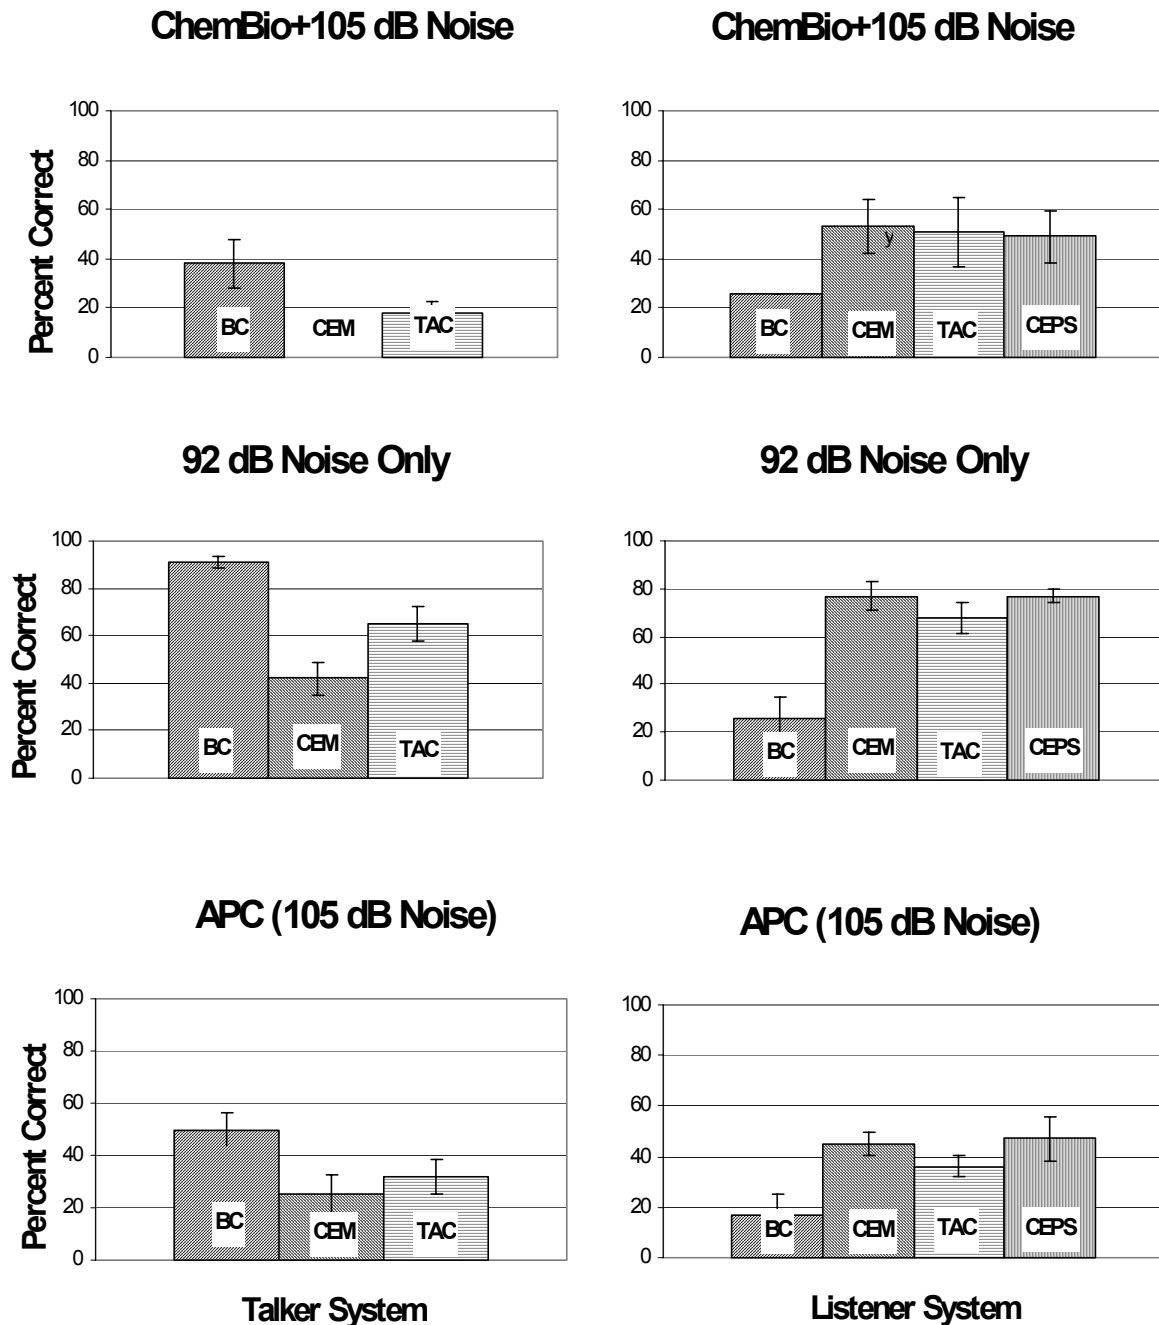 ChemBio+105 dB Noise
ChemBio+105 dB Noise
Percent Correct
100
80
60
40
20
0
BC
CEM
TAC
100
80
60
40
20
0
y
BC
CEM
TAC
CEPS
92 dB Noise Only
92 dB Noise Only
Percent Correct
100
80
60
40
20
0
BC
CEM
TAC
100
80
60
40
20
0
BC
CEM
TAC
CEPS
APC (105 dB Noise)
APC (105 dB Noise)
Percent Correct
100
80
60
40
20
0
BC
CEM
TAC
100
80
60
40
20
0
BC
CEM
TAC
CEPS
Talker System
Listener System